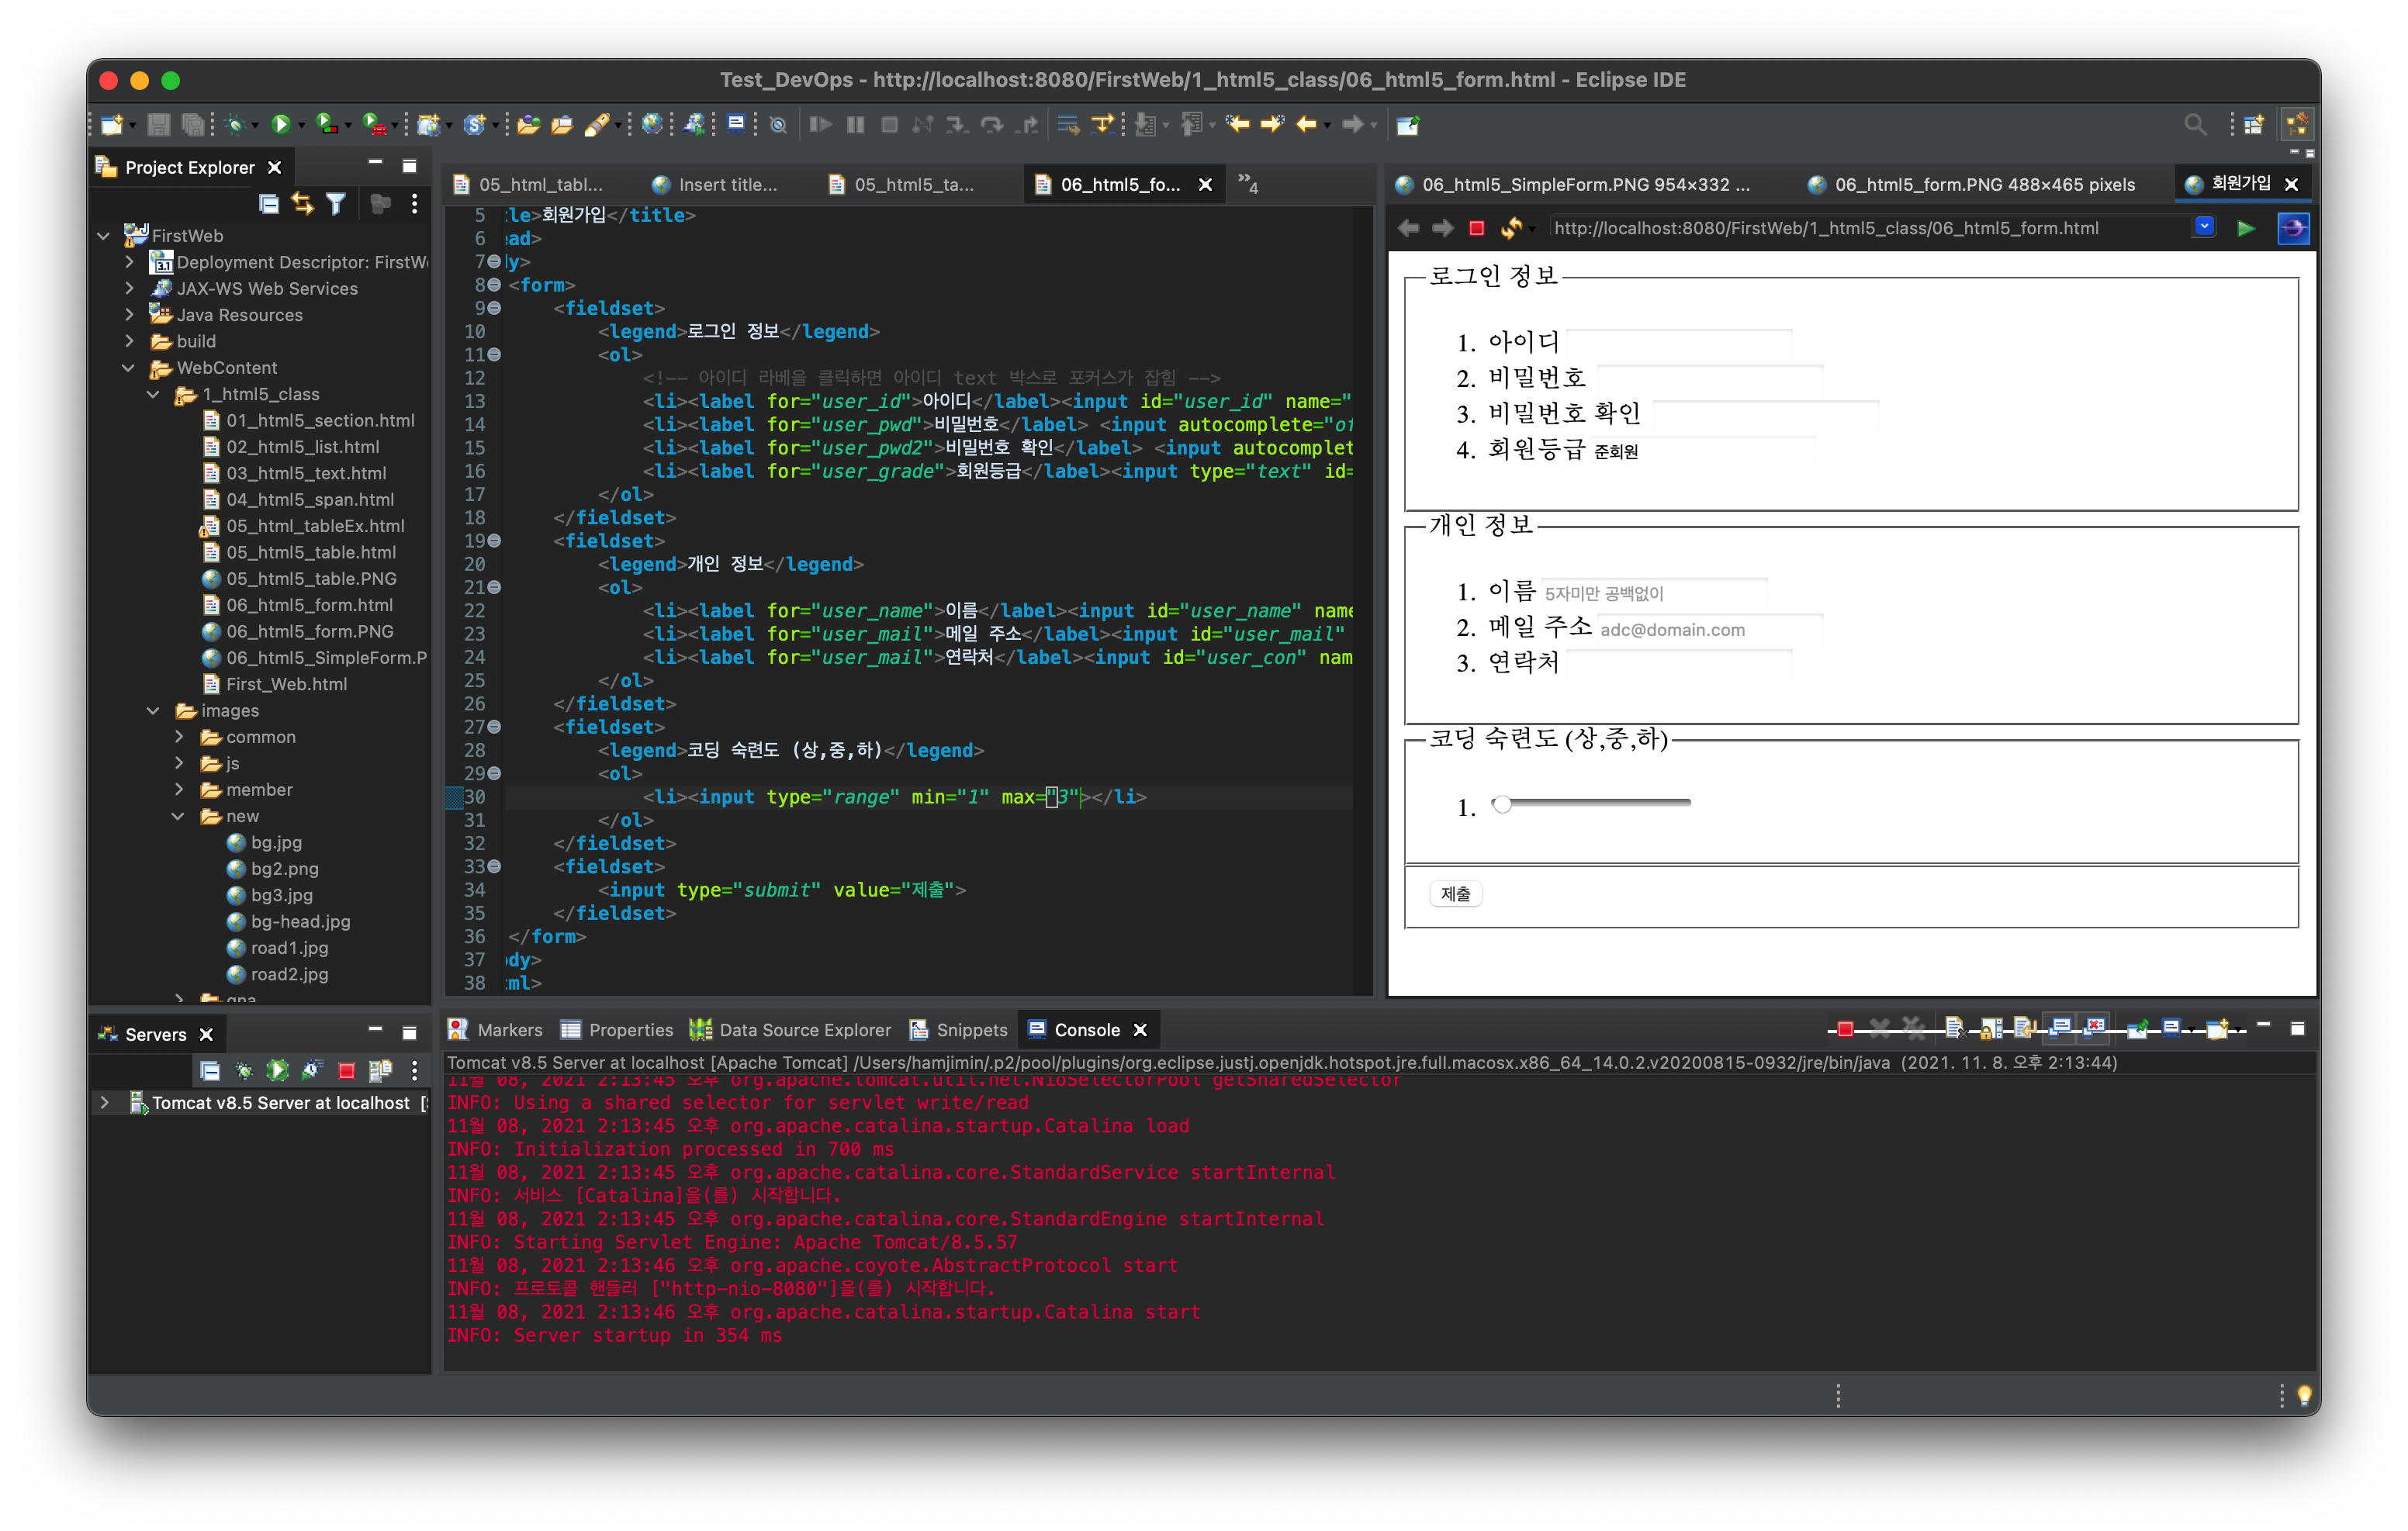 Test_DevOps - http://localhost:8080/FirstWeb/1_html5_class/06_html5_form.html - Eclipse IDE
Project Explorer
FirstWeb
Deployment Descriptor: FirstW
JAX-WS Web Services
Java Resources
build
WebContent
1_html5_class
01_html5_section.html
02_html5_list.html
03_html5_text.html
04_html5_span.html
05_html_tableEx.html
05_html5_table.html
05_html5_table.PNG
06_html5_form.html
06_html5_form.PNG
06_html5_SimpleForm.P
First_Web.html
images
common
js
member
new
bg.jpg
bg2.png
bg3.jpg
bg-head.jpg
road1.jpg
road2.jpg
qna
05_html_tabl...
Insert title...
05_html5_ta...
06_html5_fo...
»4
5 :le>회원가입</title>
6 ead>
7 dy>
8 <form>
9 <fieldset>
10 <legend>로그인 정보</legend>
11 <ol>
12 <!-- 아이디 라베을 클릭하면 아이디 text 박스로 포커스가 잡힘 -->
13 <li><label for="user_id">아이디</label><input id="user_id" name="
14 <li><label for="user_pwd">비밀번호</label> <input autocomplete="of
15 <li><label for="user_pwd2">비밀번호 확인</label> <input autocomplet
16 <li><label for="user_grade">회원등급</label><input type="text" id=
17 </ol>
18 </fieldset>
19 <fieldset>
20 <legend>개인 정보</legend>
21 <ol>
22 <li><label for="user_name">이름</label><input id="user_name" name
23 <li><label for="user_mail">메일 주소</label><input id="user_mail"
24 <li><label for="user_mail">연락처</label><input id="user_con" nam
25 </ol>
26 </fieldset>
27 <fieldset>
28 <legend>코딩 숙련도 (상,중,하)</legend>
29 <ol>
30 <li><input type="range" min="1" max="3"></li>
31 </ol>
32 </fieldset>
33 <fieldset>
34 <input type="submit" value="제출">
35 </fieldset>
36 </form>
37 ody>
38 tml>
06_html5_SimpleForm.PNG 954×332 ...
06_html5_form.PNG 488×465 pixels
회원가입
http://localhost:8080/FirstWeb/1_html5_class/06_html5_form.html
로그인 정보
1. 아이디
2. 비밀번호
3. 비밀번호 확인
4. 회원등급 준회원
개인 정보
1. 이름 5자미만 공백없이
2. 메일 주소 adc@domain.com
3. 연락처
코딩 숙련도 (상,중,하)
1.
제출
Servers
Tomcat v8.5 Server at localhost [
Markers
Properties
Data Source Explorer
Snippets
Console
Tomcat v8.5 Server at localhost [Apache Tomcat] /Users/hamjimin/.p2/pool/plugins/org.eclipse.justj.openjdk.hotspot.jre.full.macosx.x86_64_14.0.2.v20200815-0932/jre/bin/java (2021. 11. 8. 오후 2:13:44)
11월 08, 2021 2:13:45 오후 org.apache.tomcat.util.net.NioSelectorPool getSharedSelector
INFO: Using a shared selector for servlet write/read
11월 08, 2021 2:13:45 오후 org.apache.catalina.startup.Catalina load
INFO: Initialization processed in 700 ms
11월 08, 2021 2:13:45 오후 org.apache.catalina.core.StandardService startInternal
INFO: 서비스 [Catalina]을(를) 시작합니다.
11월 08, 2021 2:13:45 오후 org.apache.catalina.core.StandardEngine startInternal
INFO: Starting Servlet Engine: Apache Tomcat/8.5.57
11월 08, 2021 2:13:46 오후 org.apache.coyote.AbstractProtocol start
INFO: 프로토콜 핸들러 ["http-nio-8080"]을(를) 시작합니다.
11월 08, 2021 2:13:46 오후 org.apache.catalina.startup.Catalina start
INFO: Server startup in 354 ms